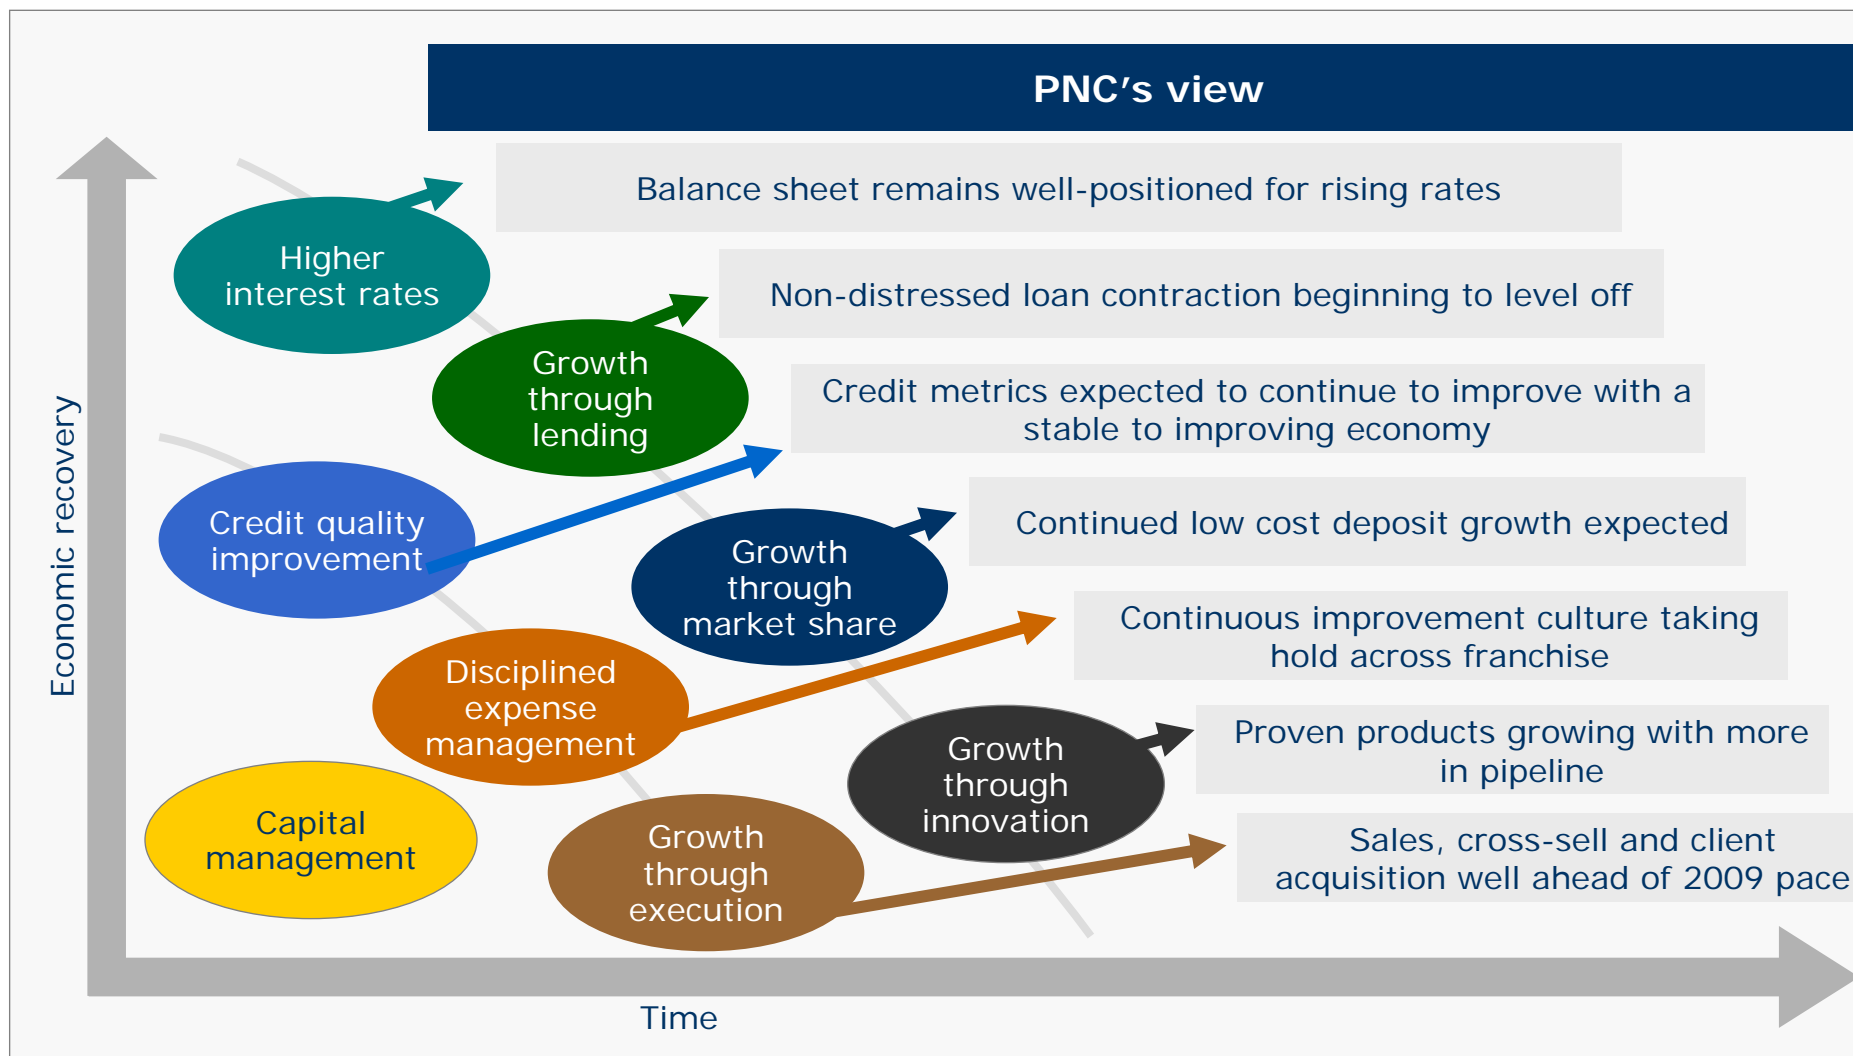 PNC’s view
Balance sheet remains well-positioned for rising rates
Higher
interest rates
Non-distressed loan contraction beginning to level off
Growth
through
lending
Credit metrics expected to continue to improve with a
stable to improving economy
Economic recovery
Credit quality
improvement
Continued low cost deposit growth expected
Growth
through
market share
Continuous improvement culture taking
hold across franchise
Disciplined
expense
management
Proven products growing with more
in pipeline
Growth
through
innovation
Capital
management
Growth
through
execution
Sales, cross-sell and client
acquisition well ahead of 2009 pace
Time